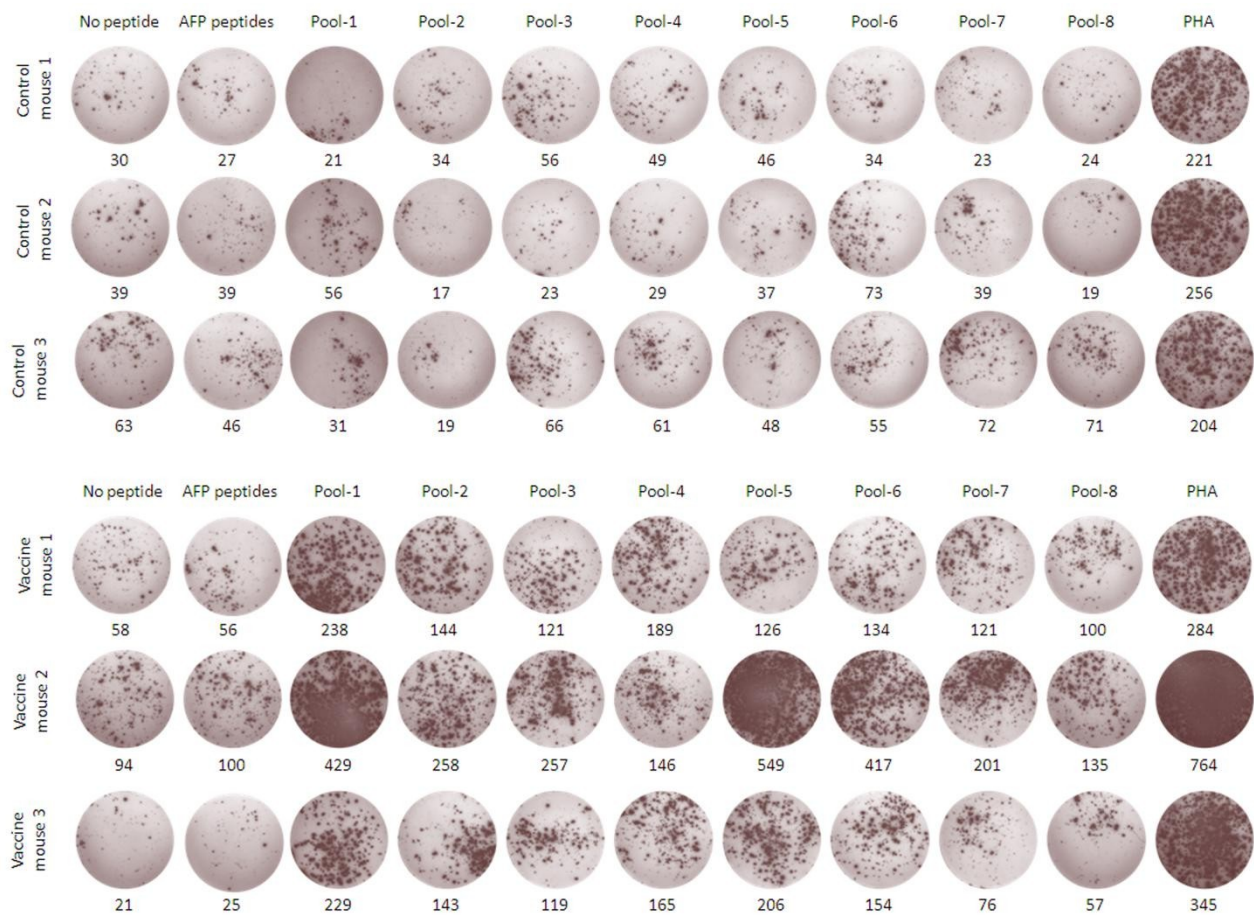 No peptide AFP peptides Pool-1 Pool-2 Pool-3 Pool-4 Pool-5 Pool-6 Pool-7 Pool-8 PHA
Control mouse 1
30 27 21 34 56 49 46 34 23 24 221
Control mouse 2
39 39 56 17 23 29 37 73 39 19 256
Control mouse 3
63 46 31 19 66 61 48 55 72 71 204
No peptide AFP peptides Pool-1 Pool-2 Pool-3 Pool-4 Pool-5 Pool-6 Pool-7 Pool-8 PHA
Vaccine mouse 1
58 56 238 144 121 189 126 134 121 100 284
Vaccine mouse 2
94 100 429 258 257 146 549 417 201 135 764
Vaccine mouse 3
21 25 229 143 119 165 206 154 76 57 345